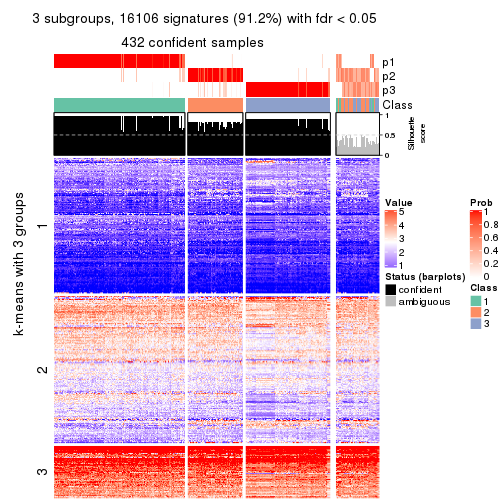 3 subgroups, 16106 signatures (91.2%) with fdr < 0.05
432 confident samples
p1
p2
p3
Class
1
0.5
0
Silhouette
score
k-means with 3 groups
1
2
3
Value
5
4
3
2
1
Status (barplots)
confident
ambiguous
Prob
1
0.8
0.6
0.4
0.2
0
Class
1
2
3